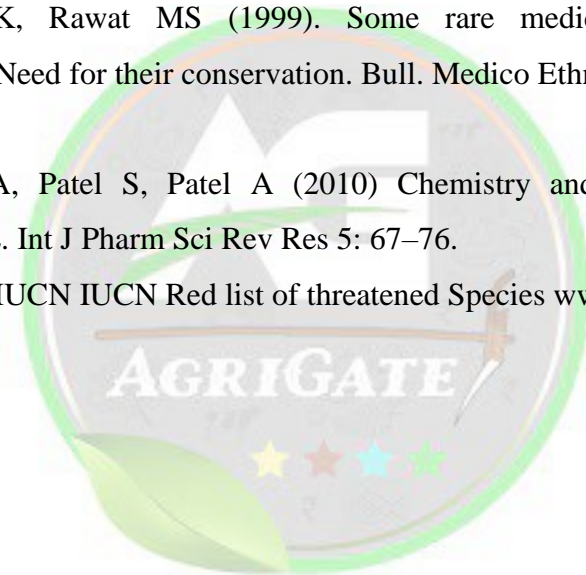 K, Rawat MS (1999). Some rare medic
Need for their conservation. Bull. Medico Ethn
A, Patel S, Patel A (2010) Chemistry and
. Int J Pharm Sci Rev Res 5: 67–76.
IUCN IUCN Red list of threatened Species
AGRIGATE